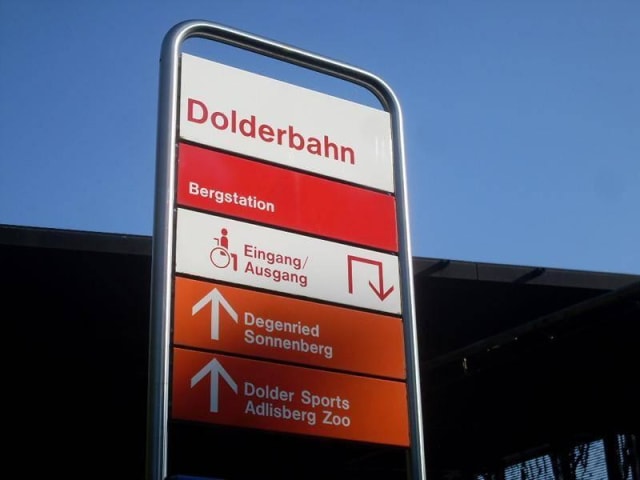 Dolderbahn
Bergstation
Eingang/
Ausgang
Degenried
Sonnenberg
Dolder Sports
Adlisberg Zoo